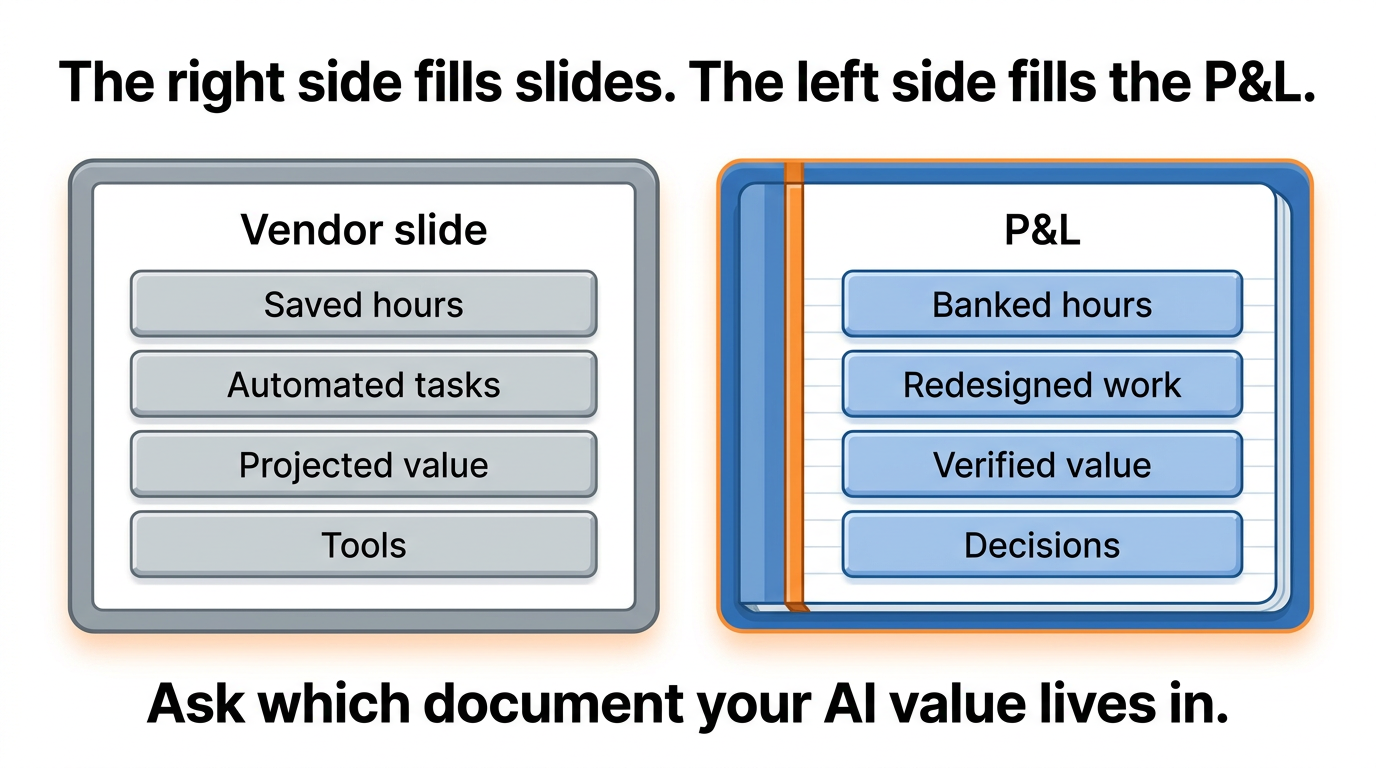 The right side fills slides. The left side fills the P&L.
Vendor slide
Saved hours
Automated tasks
Projected value
Tools
P&L
Banked hours
Redesigned work
Verified value
Decisions
Ask which document your AI value lives in.